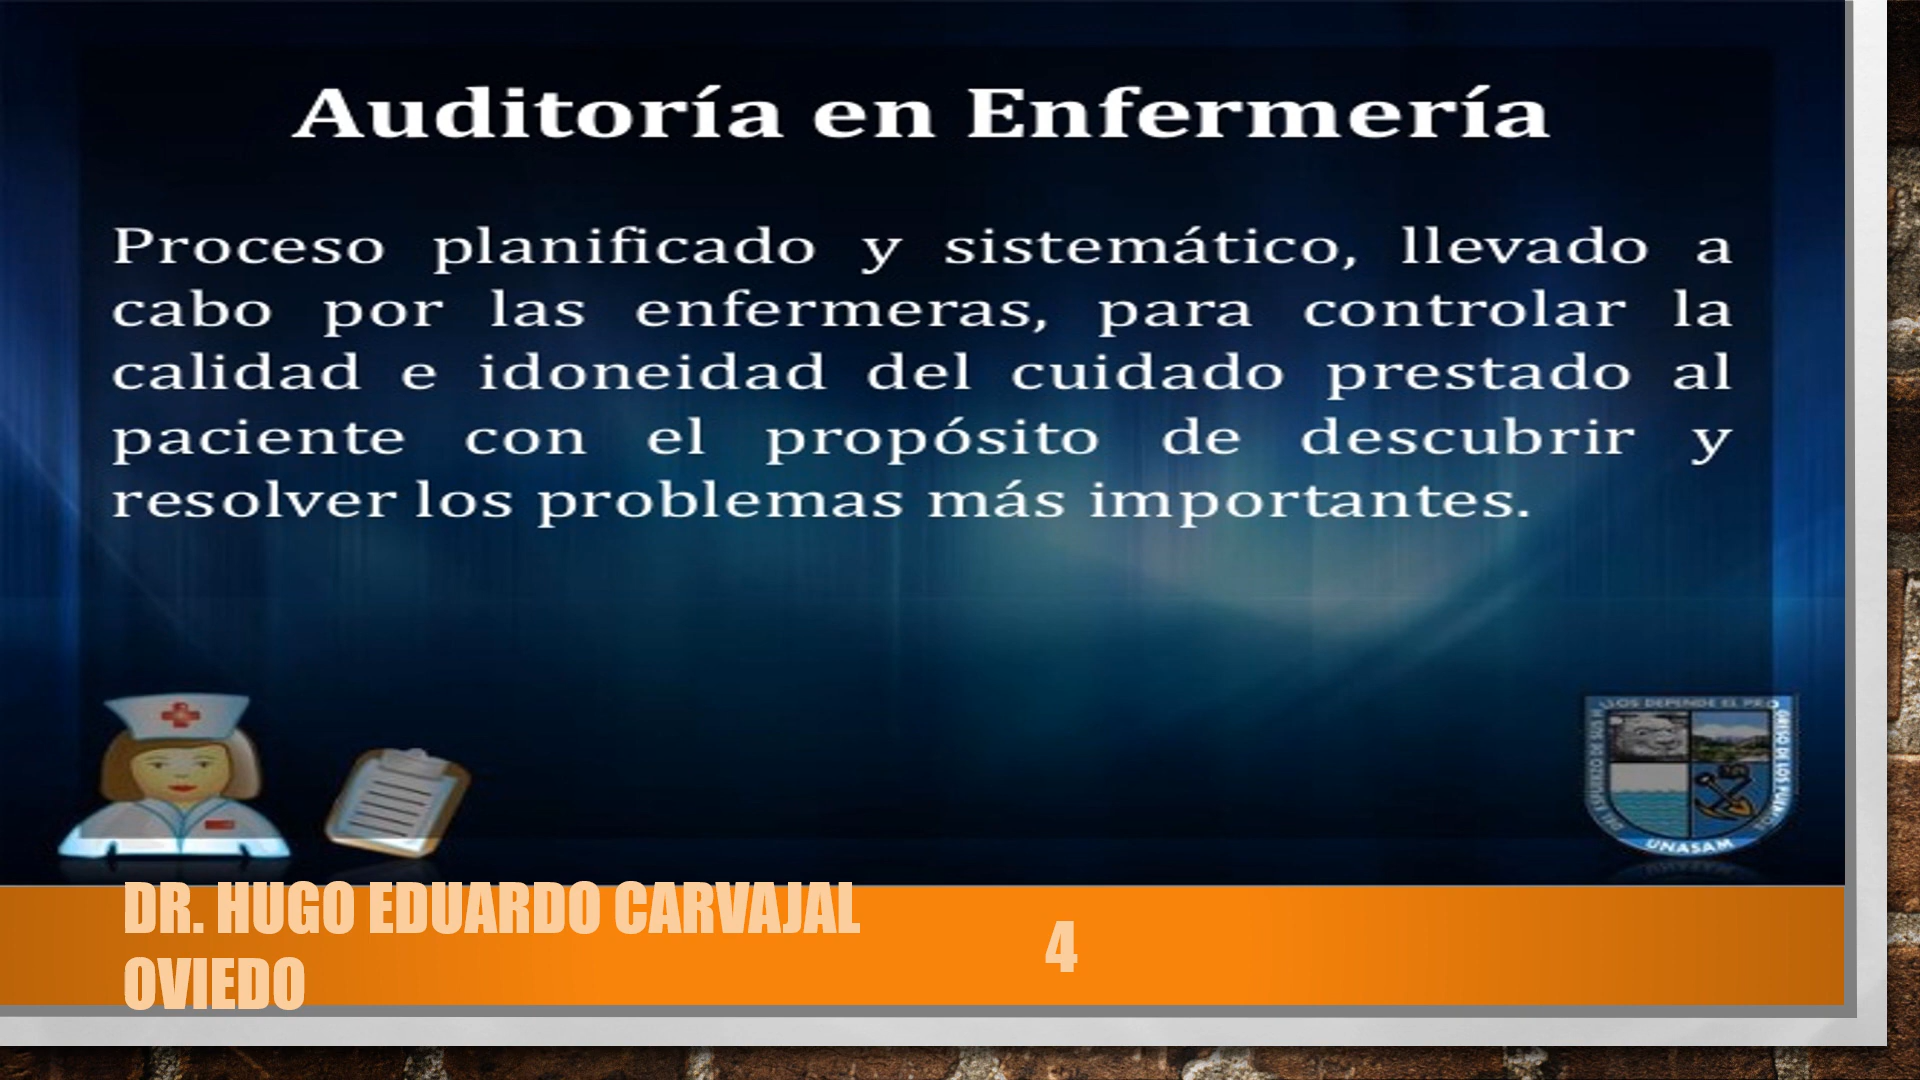 Auditoría en Enfermería
Proceso planificado y sistemático, llevado a
cabo por las enfermeras, para controlar la
calidad e idoneidad del cuidado prestado al
paciente con el propósito de descubrir y
resolver los problemas más importantes.
UNASAM
DR. HUGO EDUARDO CARVAJAL
OVIEDO
4